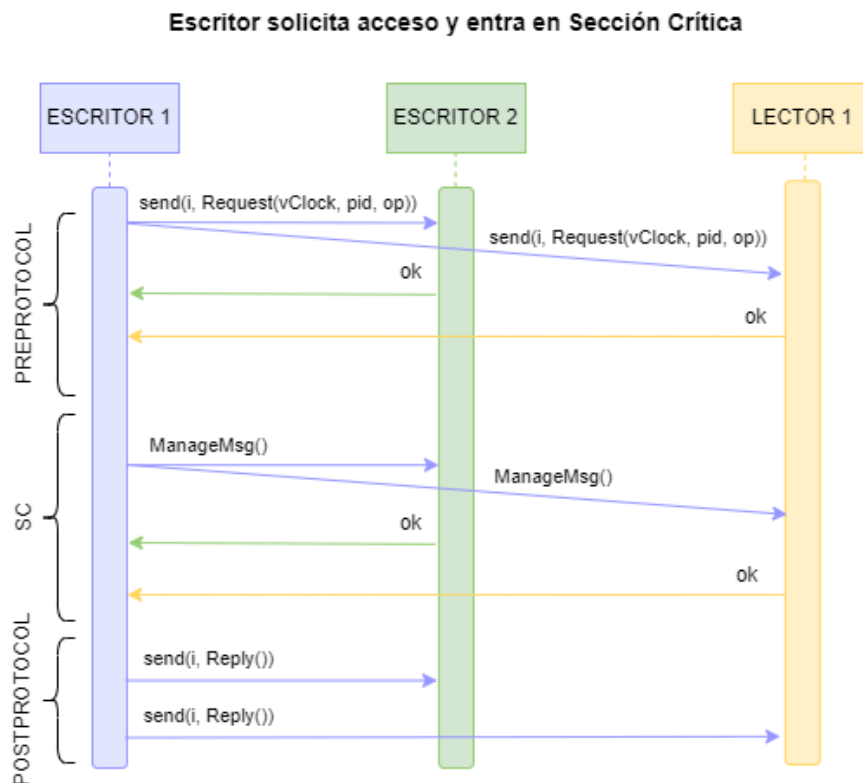 Escritor solicita acceso y entra en Sección Crítica
ESCRITOR 1
ESCRITOR 2
LECTOR 1
PREPROTOCOL
send(i, Request(vClock, pid, op))
send(i, Request(vClock, pid, op))
ok
ok
SC
ManageMsg()
ManageMsg()
ok
ok
POSTPROTOCOL
send(i, Reply())
send(i, Reply())